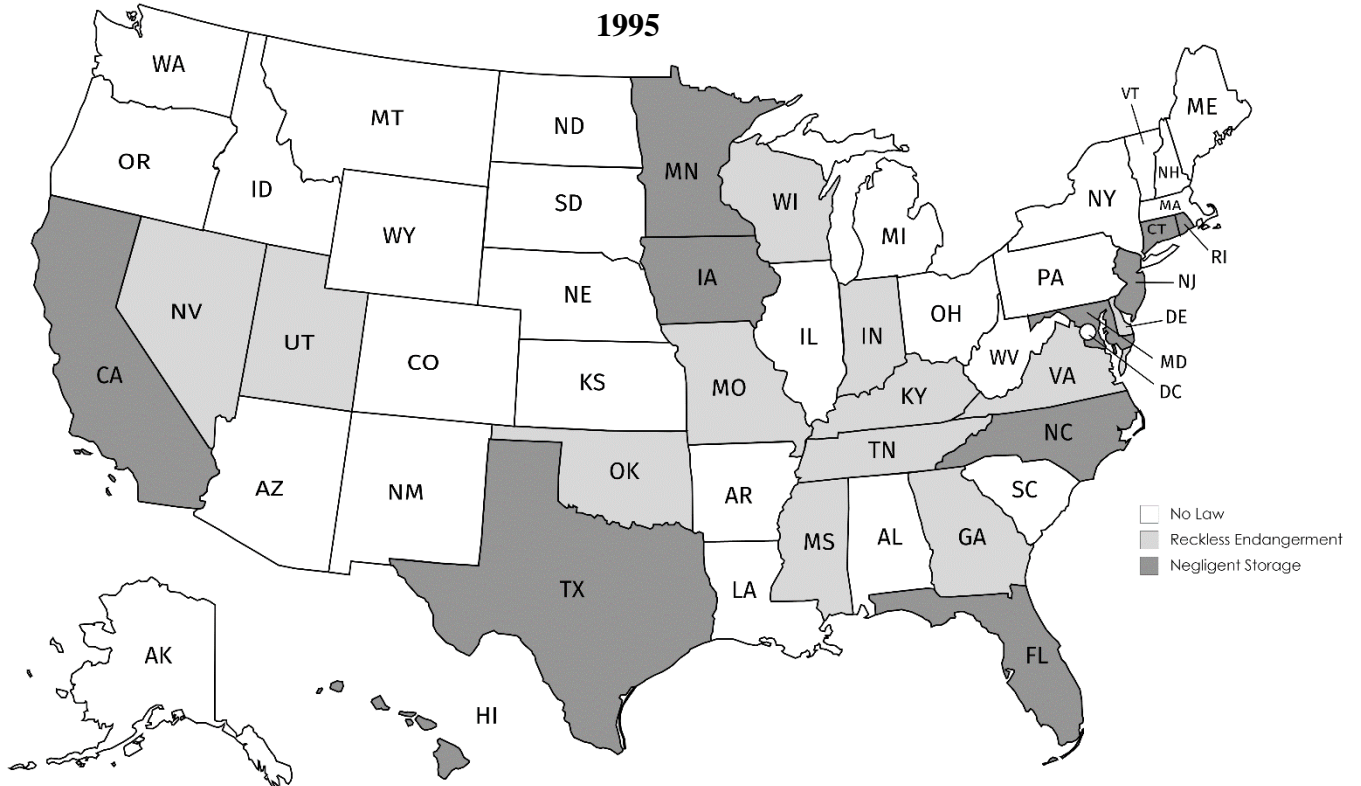 1995
WA
MT
ND
MN
VT
ME
OR
ID
SD
WI
NY
NH
MA
WY
MI
CT
RI
NE
IA
PA
NJ
NV
UT
CO
IL
IN
OH
DE
WV
MD
CA
KS
MO
KY
VA
DC
NC
TN
AZ
NM
OK
AR
SC
MS
AL
GA
No Law
Reckless Endangerment
Negligent Storage
TX
LA
AK
FL
HI